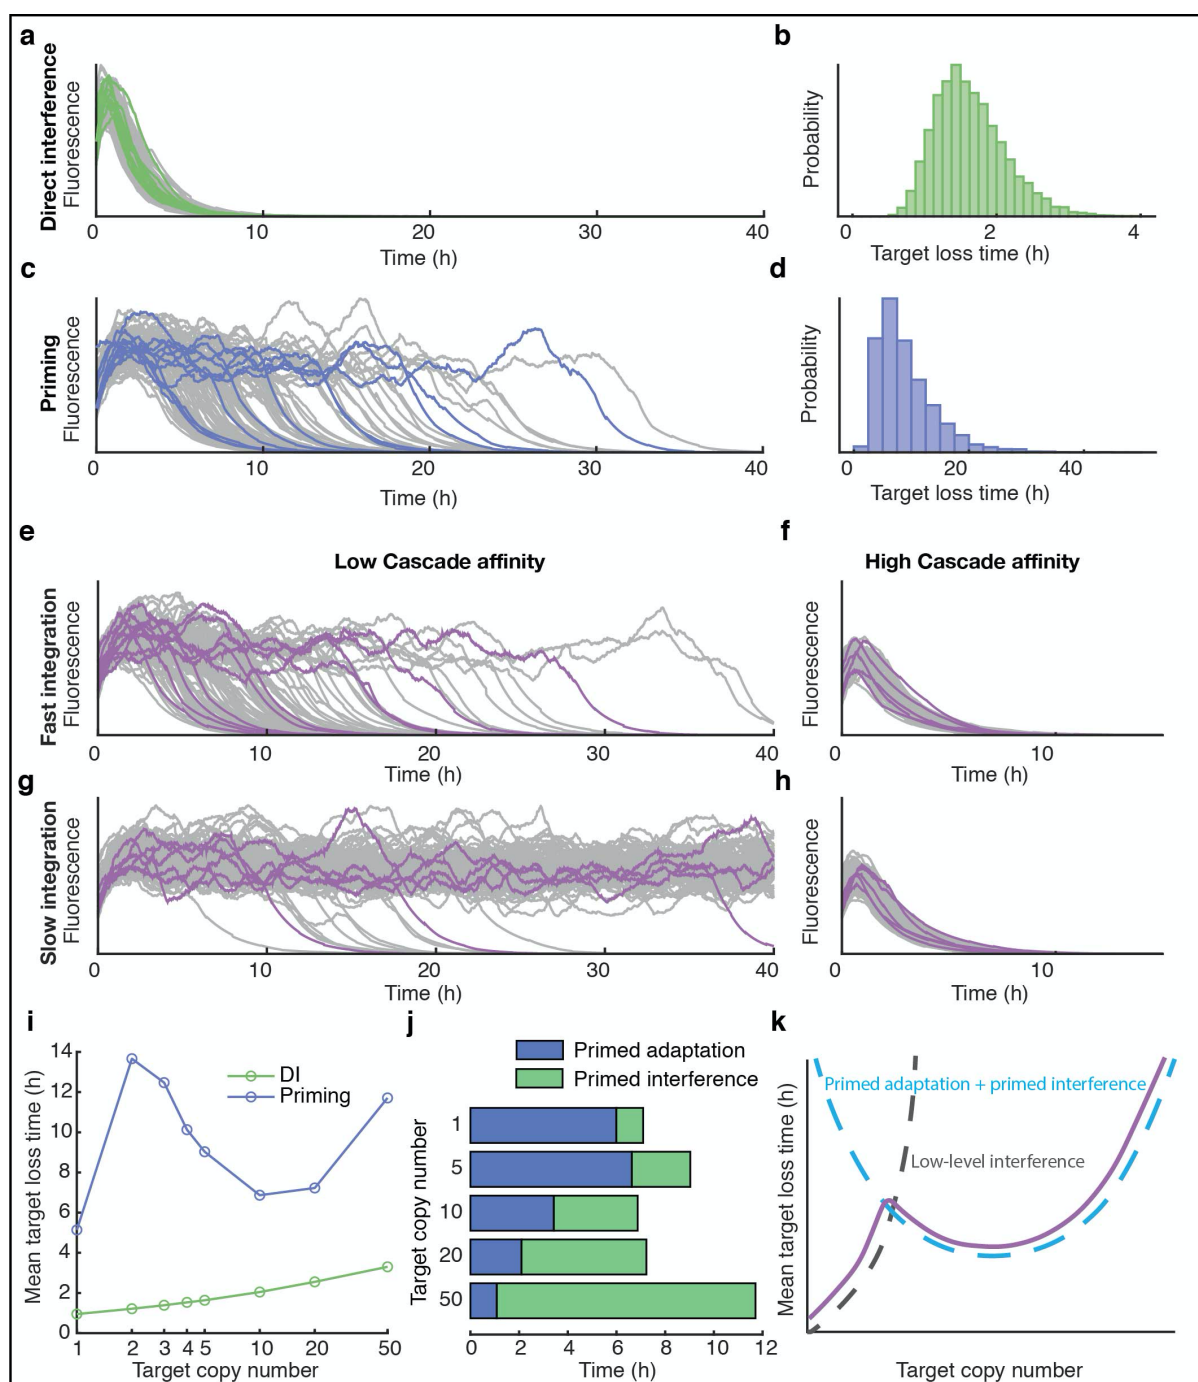 a
Direct interference
Fluorescence
0 10 20 30 40
Time (h)
b
Probability
0 2 4
Target loss time (h)
c
Priming
Fluorescence
0 10 20 30 40
Time (h)
d
Probability
0 20 40
Target loss time (h)
e
Low Cascade affinity
Fast integration
Fluorescence
0 10 20 30 40
Time (h)
f
High Cascade affinity
Fluorescence
0 10
Time (h)
g
Slow integration
Fluorescence
0 10 20 30 40
Time (h)
h
Fluorescence
0 10
Time (h)
i
Mean target loss time (h)
14
12
10
8
6
4
2
0
DI
Priming
1 2 3 4 5 10 20 50
Target copy number
j
Primed adaptation
Primed interference
Target copy number
1
5
10
20
50
0 2 4 6 8 10 12
Time (h)
k
Mean target loss time (h)
Primed adaptation + primed interference
Low-level interference
Target copy number